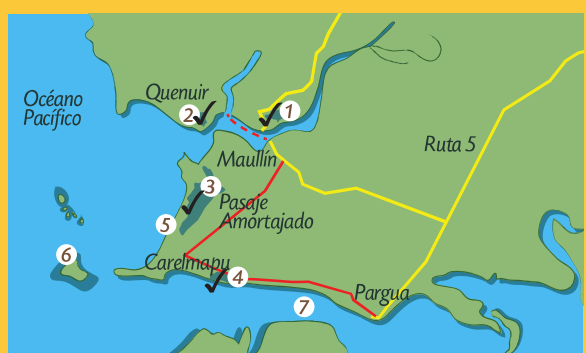 Quenuir
Océano
Pacífico
2
1
Ruta 5
Maullín
3
Pasaje
Amortajado
5
6
Carelmapu
4
7
Pargua